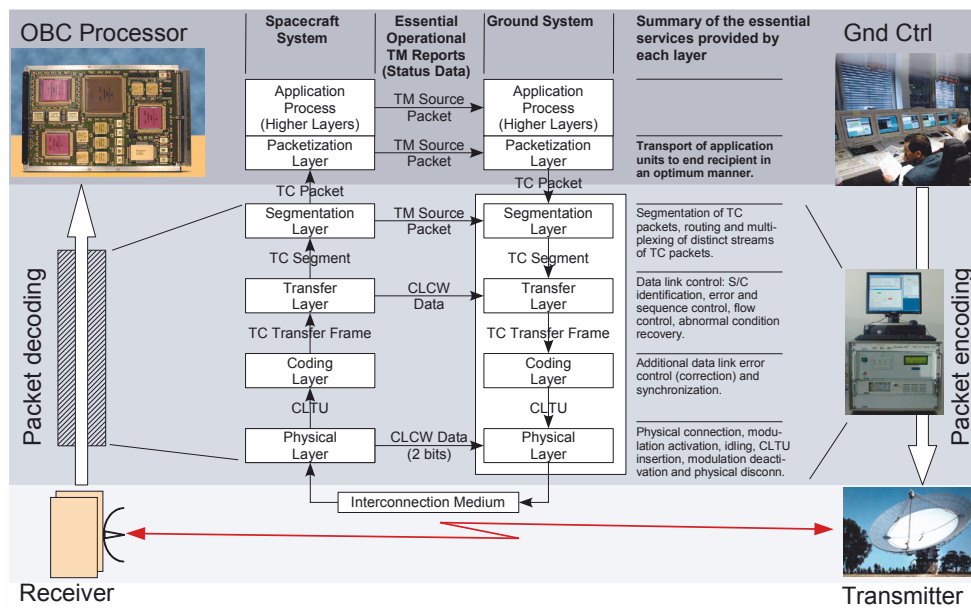 OBC Processor
Spacecraft
System
Essential
Operational
TM Reports
(Status Data)
Ground System
Summary of the essential
services provided by
each layer
Gnd Ctrl
Application
Process
(Higher Layers)
TM Source
Packet
Application
Process
(Higher Layers)
Packetization
Layer
TM Source
Packet
Packetization
Layer
Transport of application
units to end recipient in
an optimum manner.
TC Packet
TC Packet
Segmentation
Layer
TM Source
Packet
Segmentation
Layer
Segmentation of TC
packets, routing and multi-
plexing of distinct streams
of TC packets.
TC Segment
TC Segment
Transfer
Layer
CLCW
Data
Transfer
Layer
Data link control: S/C
identification, error and
sequence control, flow
control, abnormal condition
recovery.
TC Transfer Frame
TC Transfer Frame
Coding
Layer
Coding
Layer
Additional data link error
control (correction) and
synchronization.
CLTU
CLTU
Physical
Layer
CLCW Data
(2 bits)
Physical
Layer
Physical connection, modu-
lation activation, idling, CLTU
insertion, modulation deacti-
vation and physical disconn.
Interconnection Medium
Packet decoding
Packet encoding
Receiver
Transmitter